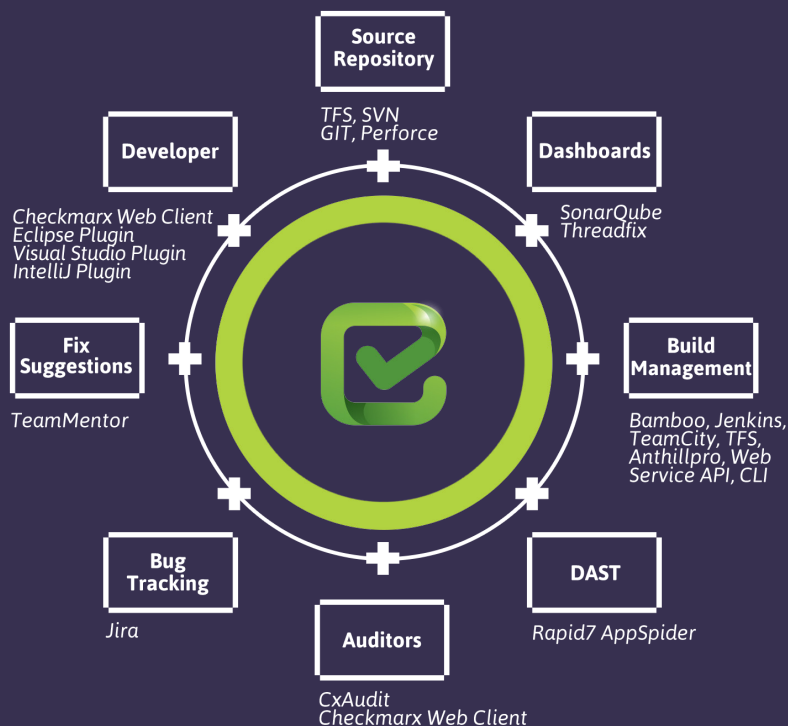 Source
Repository
TFS, SVN
GIT, Perforce
Developer
Checkmarx Web Client
Eclipse Plugin
Visual Studio Plugin
IntelliJ Plugin
Dashboards
SonarQube
Threadfix
Fix
Suggestions
TeamMentor
Build
Management
Bamboo, Jenkins,
TeamCity, TFS,
Anthillpro, Web
Service API, CLI
Bug
Tracking
Jira
Auditors
CxAudit
Checkmarx Web Client
DAST
Rapid7 AppSpider